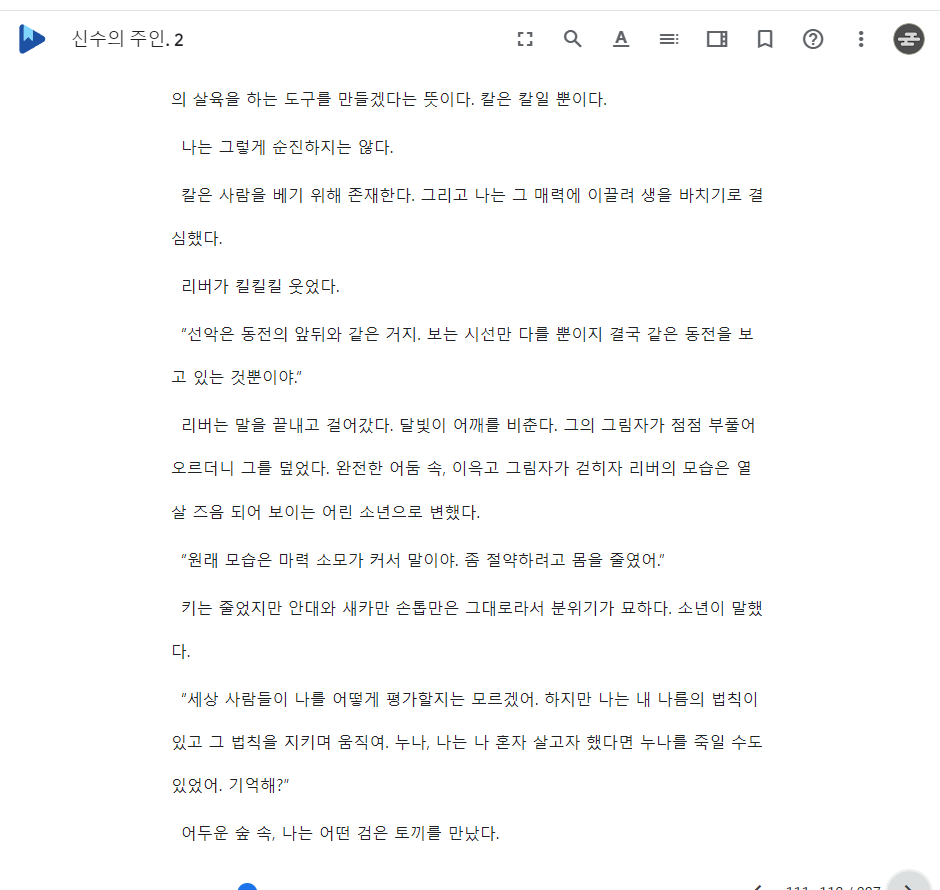 신수의 주인. 2
의 살육을 하는 도구를 만들겠다는 뜻이다. 칼은 칼일 뿐이다.
나는 그렇게 순진하지는 않다.
칼은 사람을 베기 위해 존재한다. 그리고 나는 그 매력에 이끌려 생을 바치기로 결
심했다.
리버가 킬킬킬 웃었다.
“선악은 동전의 앞뒤와 같은 거지. 보는 시선만 다를 뿐이지 결국 같은 동전을 보
고 있는 것뿐이야.”
리버는 말을 끝내고 걸어갔다. 달빛이 어깨를 비춘다. 그의 그림자가 점점 부풀어
오르더니 그를 덮었다. 완전한 어둠 속, 이윽고 그림자가 걷히자 리버의 모습은 열
살 즈음 되어 보이는 어린 소년으로 변했다.
“원래 모습은 마력 소모가 커서 말이야. 좀 절약하려고 몸을 줄였어.”
키는 줄었지만 안대와 새카만 손톱만은 그대로라서 분위기가 묘하다. 소년이 말했
다.
“세상 사람들이 나를 어떻게 평가할지는 모르겠어. 하지만 나는 내 나름의 법칙이
있고 그 법칙을 지키며 움직여. 누나, 나는 나 혼자 살고자 했다면 누나를 죽일 수도
있었어. 기억해?”
어두운 숲 속, 나는 어떤 검은 토끼를 만났다.